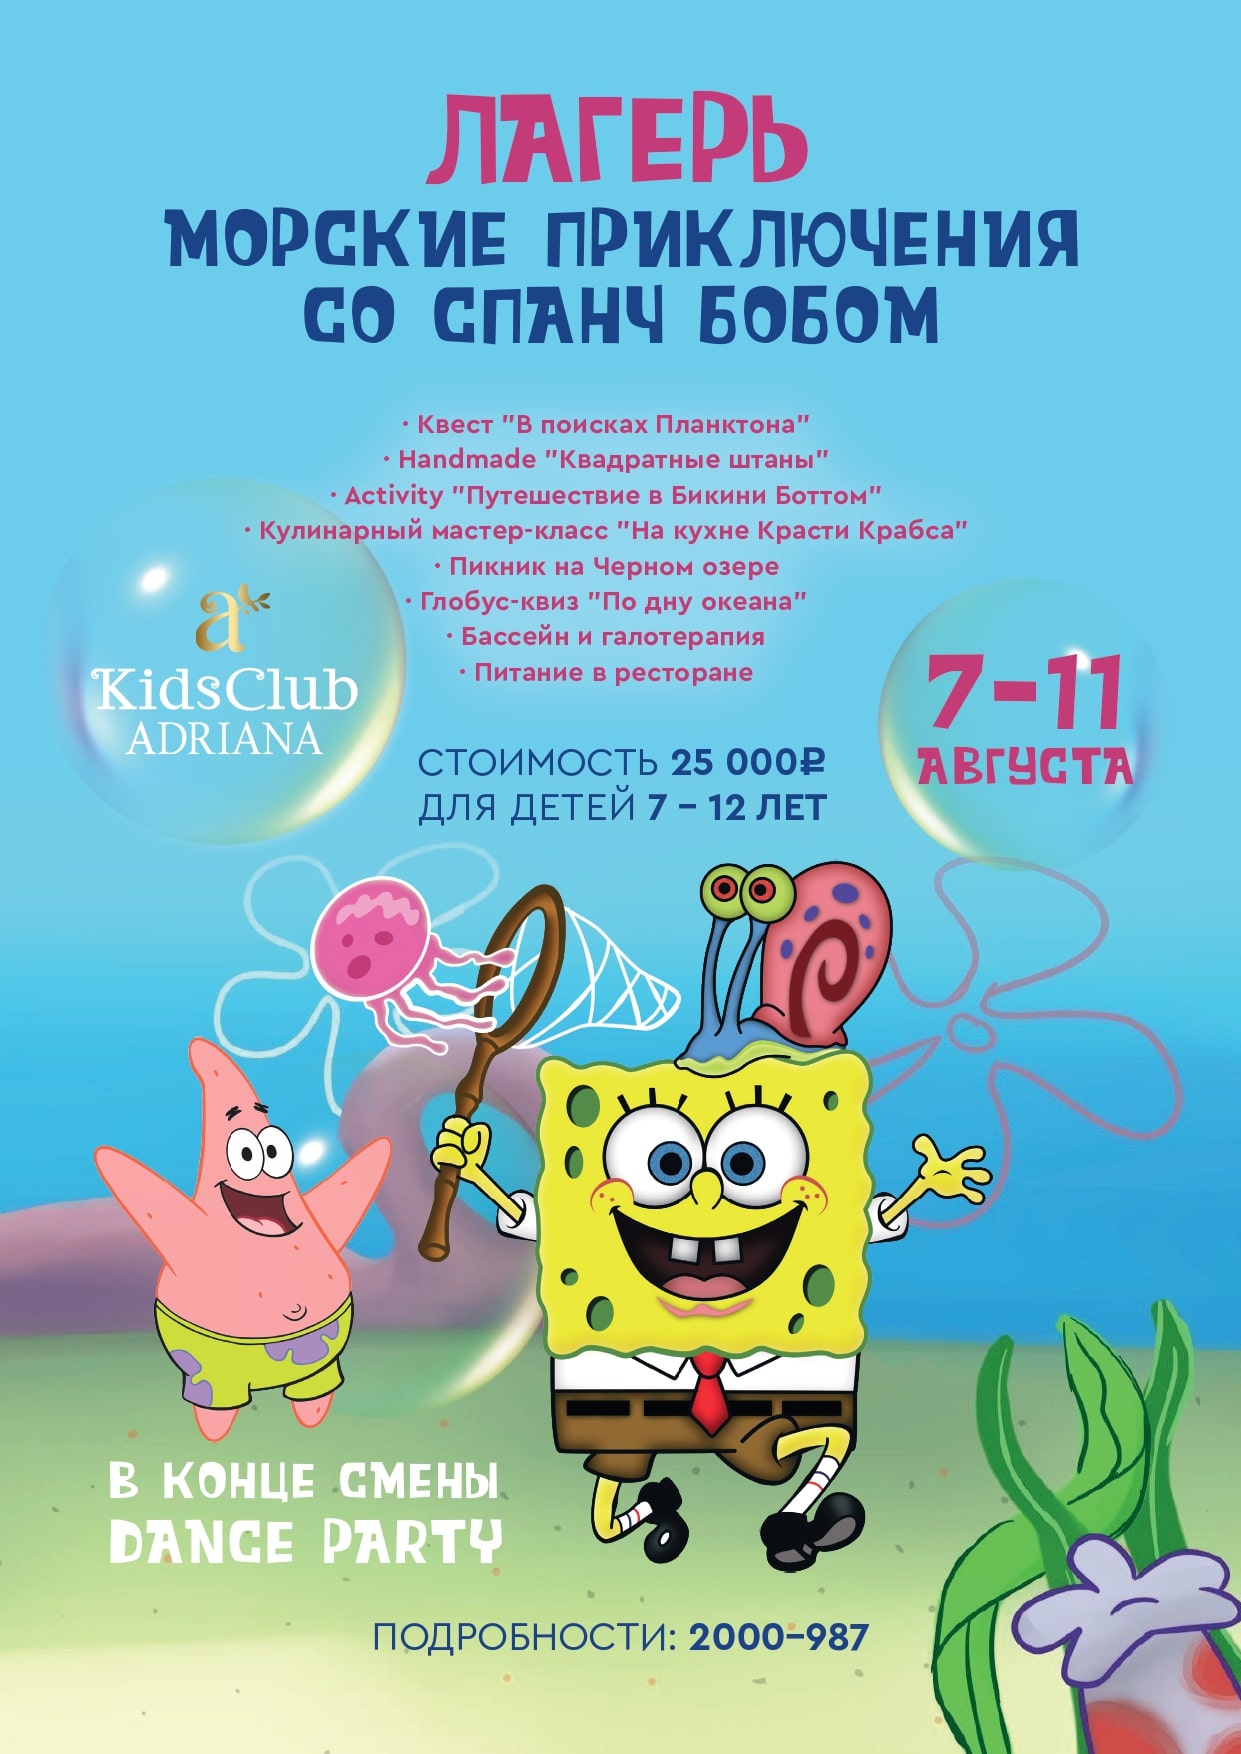 ЛАГЕРЬ
МОРСКИЕ ПРИКЛЮЧЕНИЯ
СО СПАНЧ БОБОМ
· Квест "В поисках Планктона"
· Handmade "Квадратные штаны"
· Activity "Путешествие в Бикини Боттом"
· Кулинарный мастер-класс "На кухне Красти Крабса"
· Пикник на Черном озере
· Глобус-квиз "По дну океана"
· Бассейн и галотерапия
· Питание в ресторане
a
KidsClub
ADRIANA
7-11
АВГУСТА
СТОИМОСТЬ 25 000₽
ДЛЯ ДЕТЕЙ 7 – 12 ЛЕТ
В КОНЦЕ СМЕНЫ
DANCE PARTY
ПОДРОБНОСТИ: 2000-987